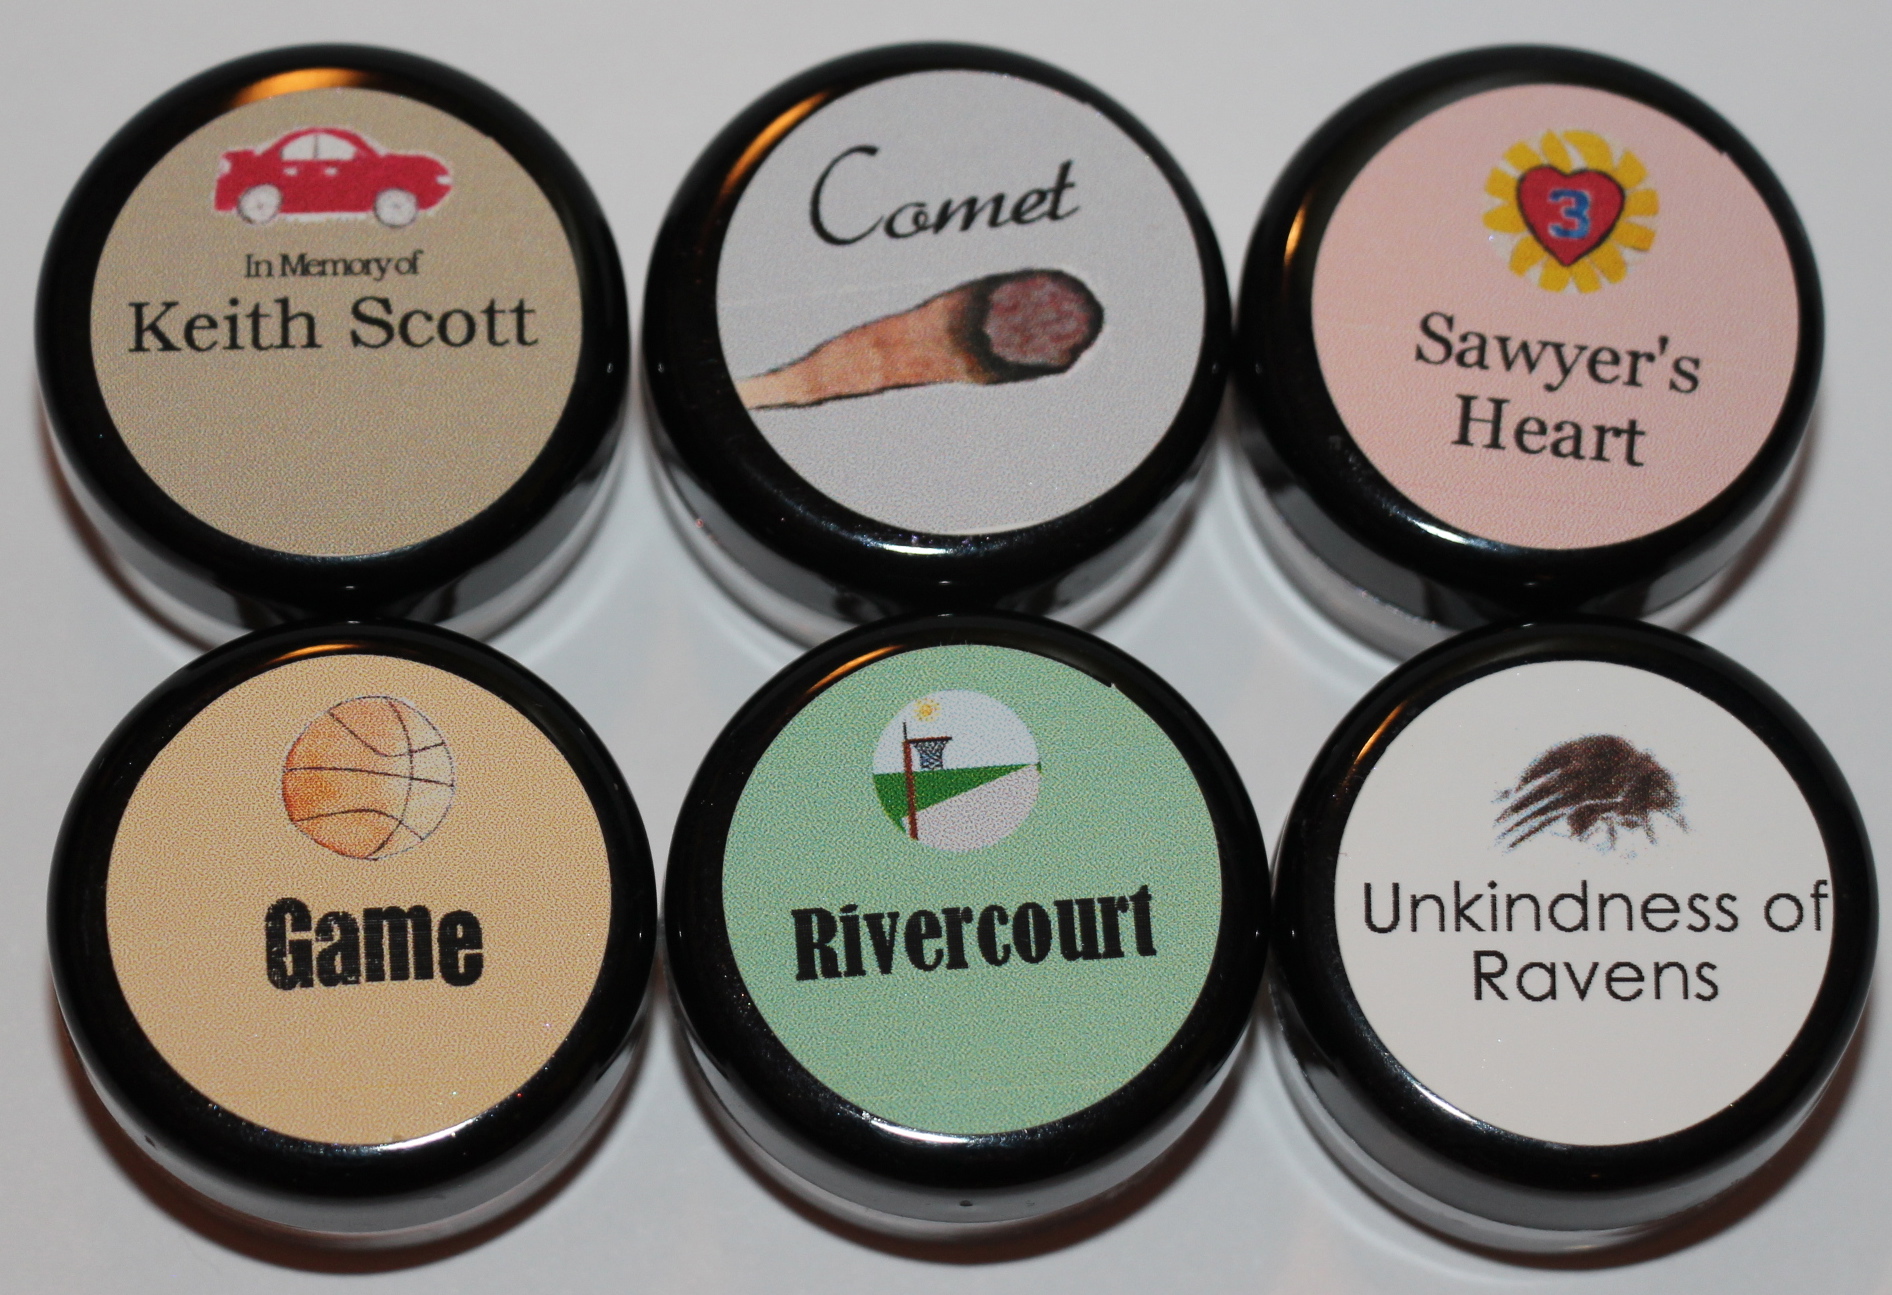 In Memory of
Keith Scott
Comet
3
Sawyer's
Heart
Game
Rivercourt
Unkindness of
Ravens